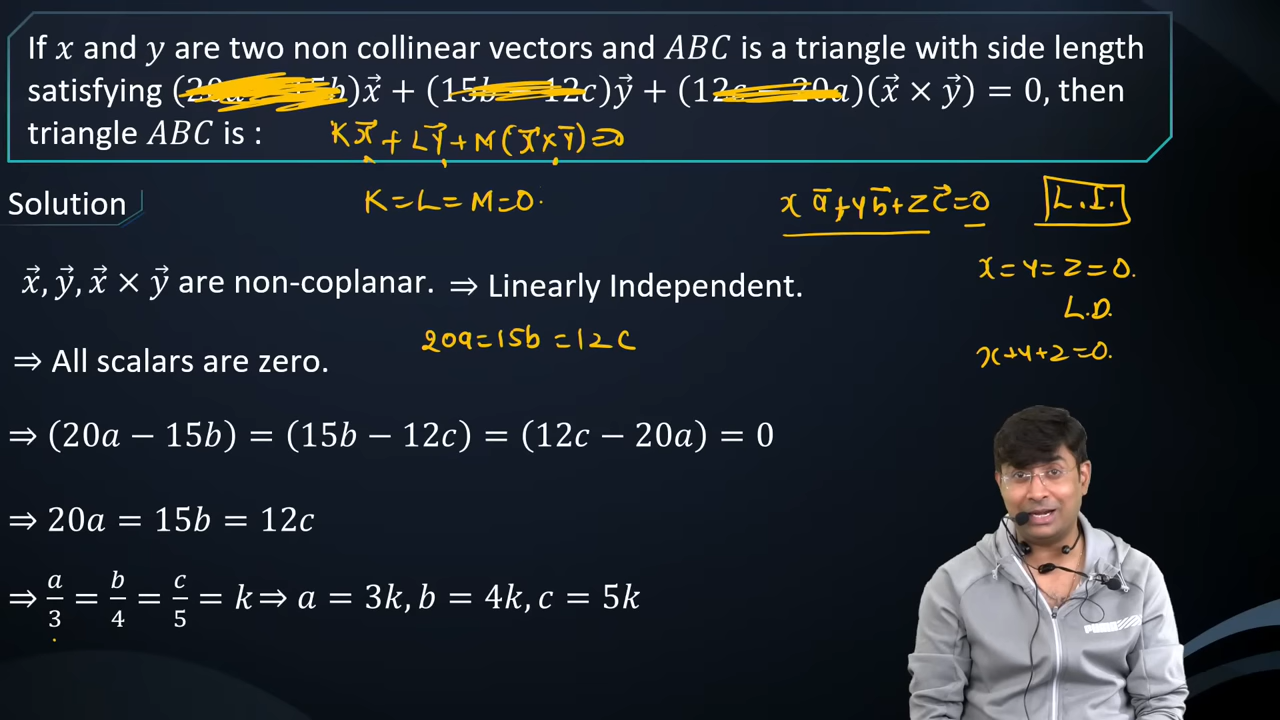 If x and y are two non collinear vectors and ABC is a triangle with side length
satisfying (20a − 15b)x⃗ + (15b − 12c)y⃗ + (12c − 20a)(x⃗ × y⃗) = 0, then
triangle ABC is :
Kx⃗ + Ly⃗ + M(x⃗×y⃗)=0
Solution
K=L=M=0.
x a⃗+y b⃗+z c⃗=0
L.I.
x=y=z=0.
L.D.
x+y+z=0.
x⃗, y⃗, x⃗ × y⃗ are non-coplanar. ⇒ Linearly Independent.
20a=15b=12c
⇒ All scalars are zero.
⇒ (20a − 15b) = (15b − 12c) = (12c − 20a) = 0
⇒ 20a = 15b = 12c
⇒ a/3 = b/4 = c/5 = k⇒ a = 3k, b = 4k, c = 5k